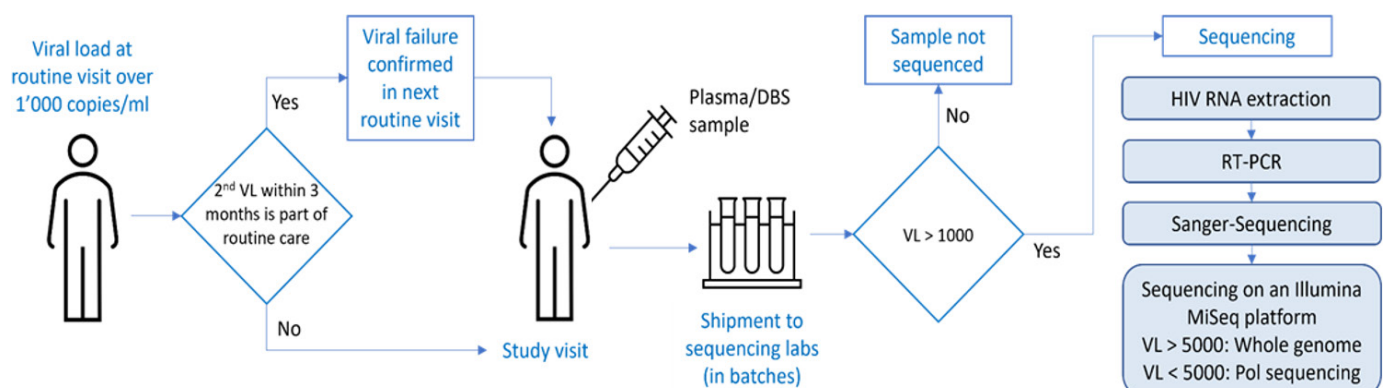 Viral load at
routine visit over
1'000 copies/ml
Yes
2nd VL within 3
months is part of
routine care
No
Viral failure
confirmed
in next
routine visit
Plasma/DBS
sample
Study visit
Shipment to
sequencing labs
(in batches)
Sample not
sequenced
No
VL > 1000
Yes
Sequencing
HIV RNA extraction
RT-PCR
Sanger-Sequencing
Sequencing on an Illumina
MiSeq platform
VL > 5000: Whole genome
VL < 5000: Pol sequencing